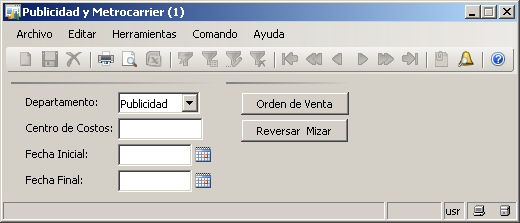 Publicidad y Metrocarrier (1)
Archivo Editar Herramientas Comando Ayuda
Departamento: Publicidad Orden de Venta
Centro de Costos: Reversar Mizar
Fecha Inicial:
Fecha Final:
usr